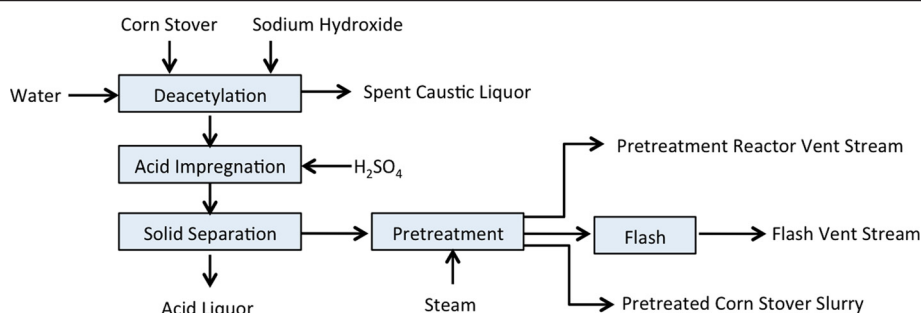 Corn Stover
Sodium Hydroxide
Water
Deacetylation
Spent Caustic Liquor
Acid Impregnation
H₂SO₄
Pretreatment Reactor Vent Stream
Solid Separation
Pretreatment
Flash
Flash Vent Stream
Acid Liquor
Steam
Pretreated Corn Stover Slurry